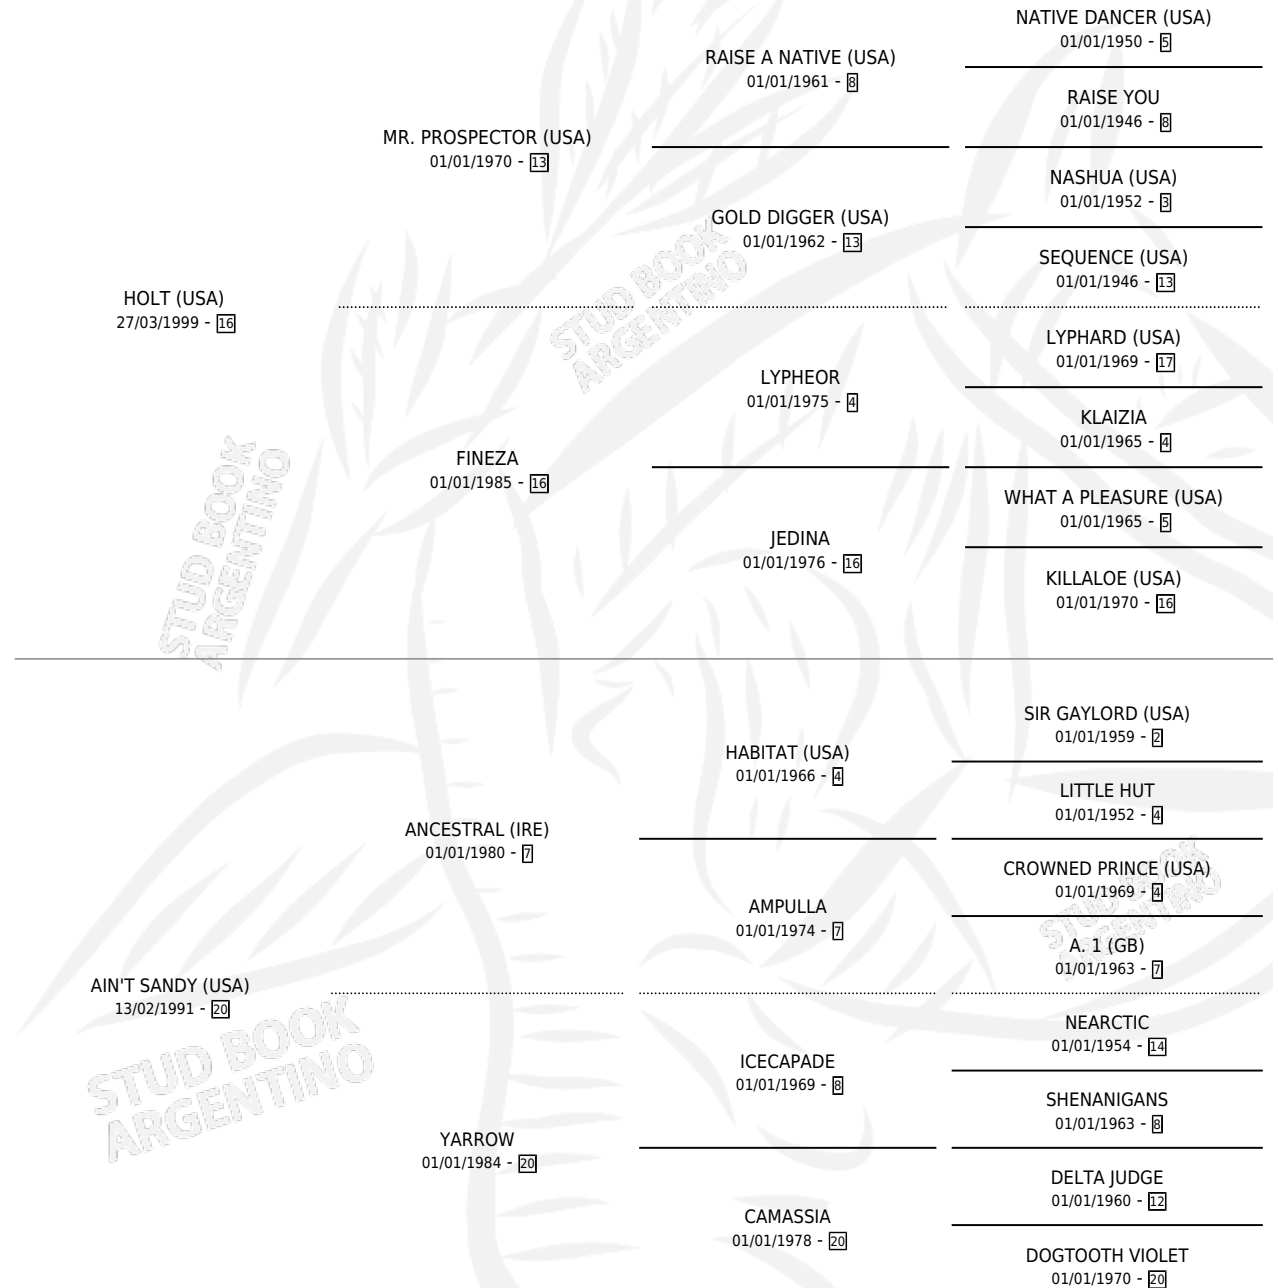 NATIVE DANCER (USA)
01/01/1950 - 5
RAISE A NATIVE (USA)
01/01/1961 - 8
RAISE YOU
01/01/1946 - 8
MR. PROSPECTOR (USA)
01/01/1970 - 13
NASHUA (USA)
01/01/1952 - 3
GOLD DIGGER (USA)
01/01/1962 - 13
SEQUENCE (USA)
01/01/1946 - 13
HOLT (USA)
27/03/1999 - 16
STUD BOOK
ARGENTINO
LYPHARD (USA)
01/01/1969 - 17
LYPHEOR
01/01/1975 - 4
KLAIZIA
01/01/1965 - 4
FINEZA
01/01/1985 - 16
WHAT A PLEASURE (USA)
01/01/1965 - 5
JEDINA
01/01/1976 - 16
KILLALOE (USA)
01/01/1970 - 16
STUD BOOK
ARGENTINO
SIR GAYLORD (USA)
01/01/1959 - 2
HABITAT (USA)
01/01/1966 - 4
LITTLE HUT
01/01/1952 - 4
ANCESTRAL (IRE)
01/01/1980 - 7
CROWNED PRINCE (USA)
01/01/1969 - 4
AMPULLA
01/01/1974 - 7
STUD BOOK
ARGENTINO
A. 1 (GB)
01/01/1963 - 7
AIN'T SANDY (USA)
13/02/1991 - 20
NEARCTIC
01/01/1954 - 14
ICECAPADE
01/01/1969 - 8
SHENANIGANS
01/01/1963 - 8
STUD BOOK
ARGENTINO
YARROW
01/01/1984 - 20
DELTA JUDGE
01/01/1960 - 12
CAMASSIA
01/01/1978 - 20
DOGTOOTH VIOLET
01/01/1970 - 20